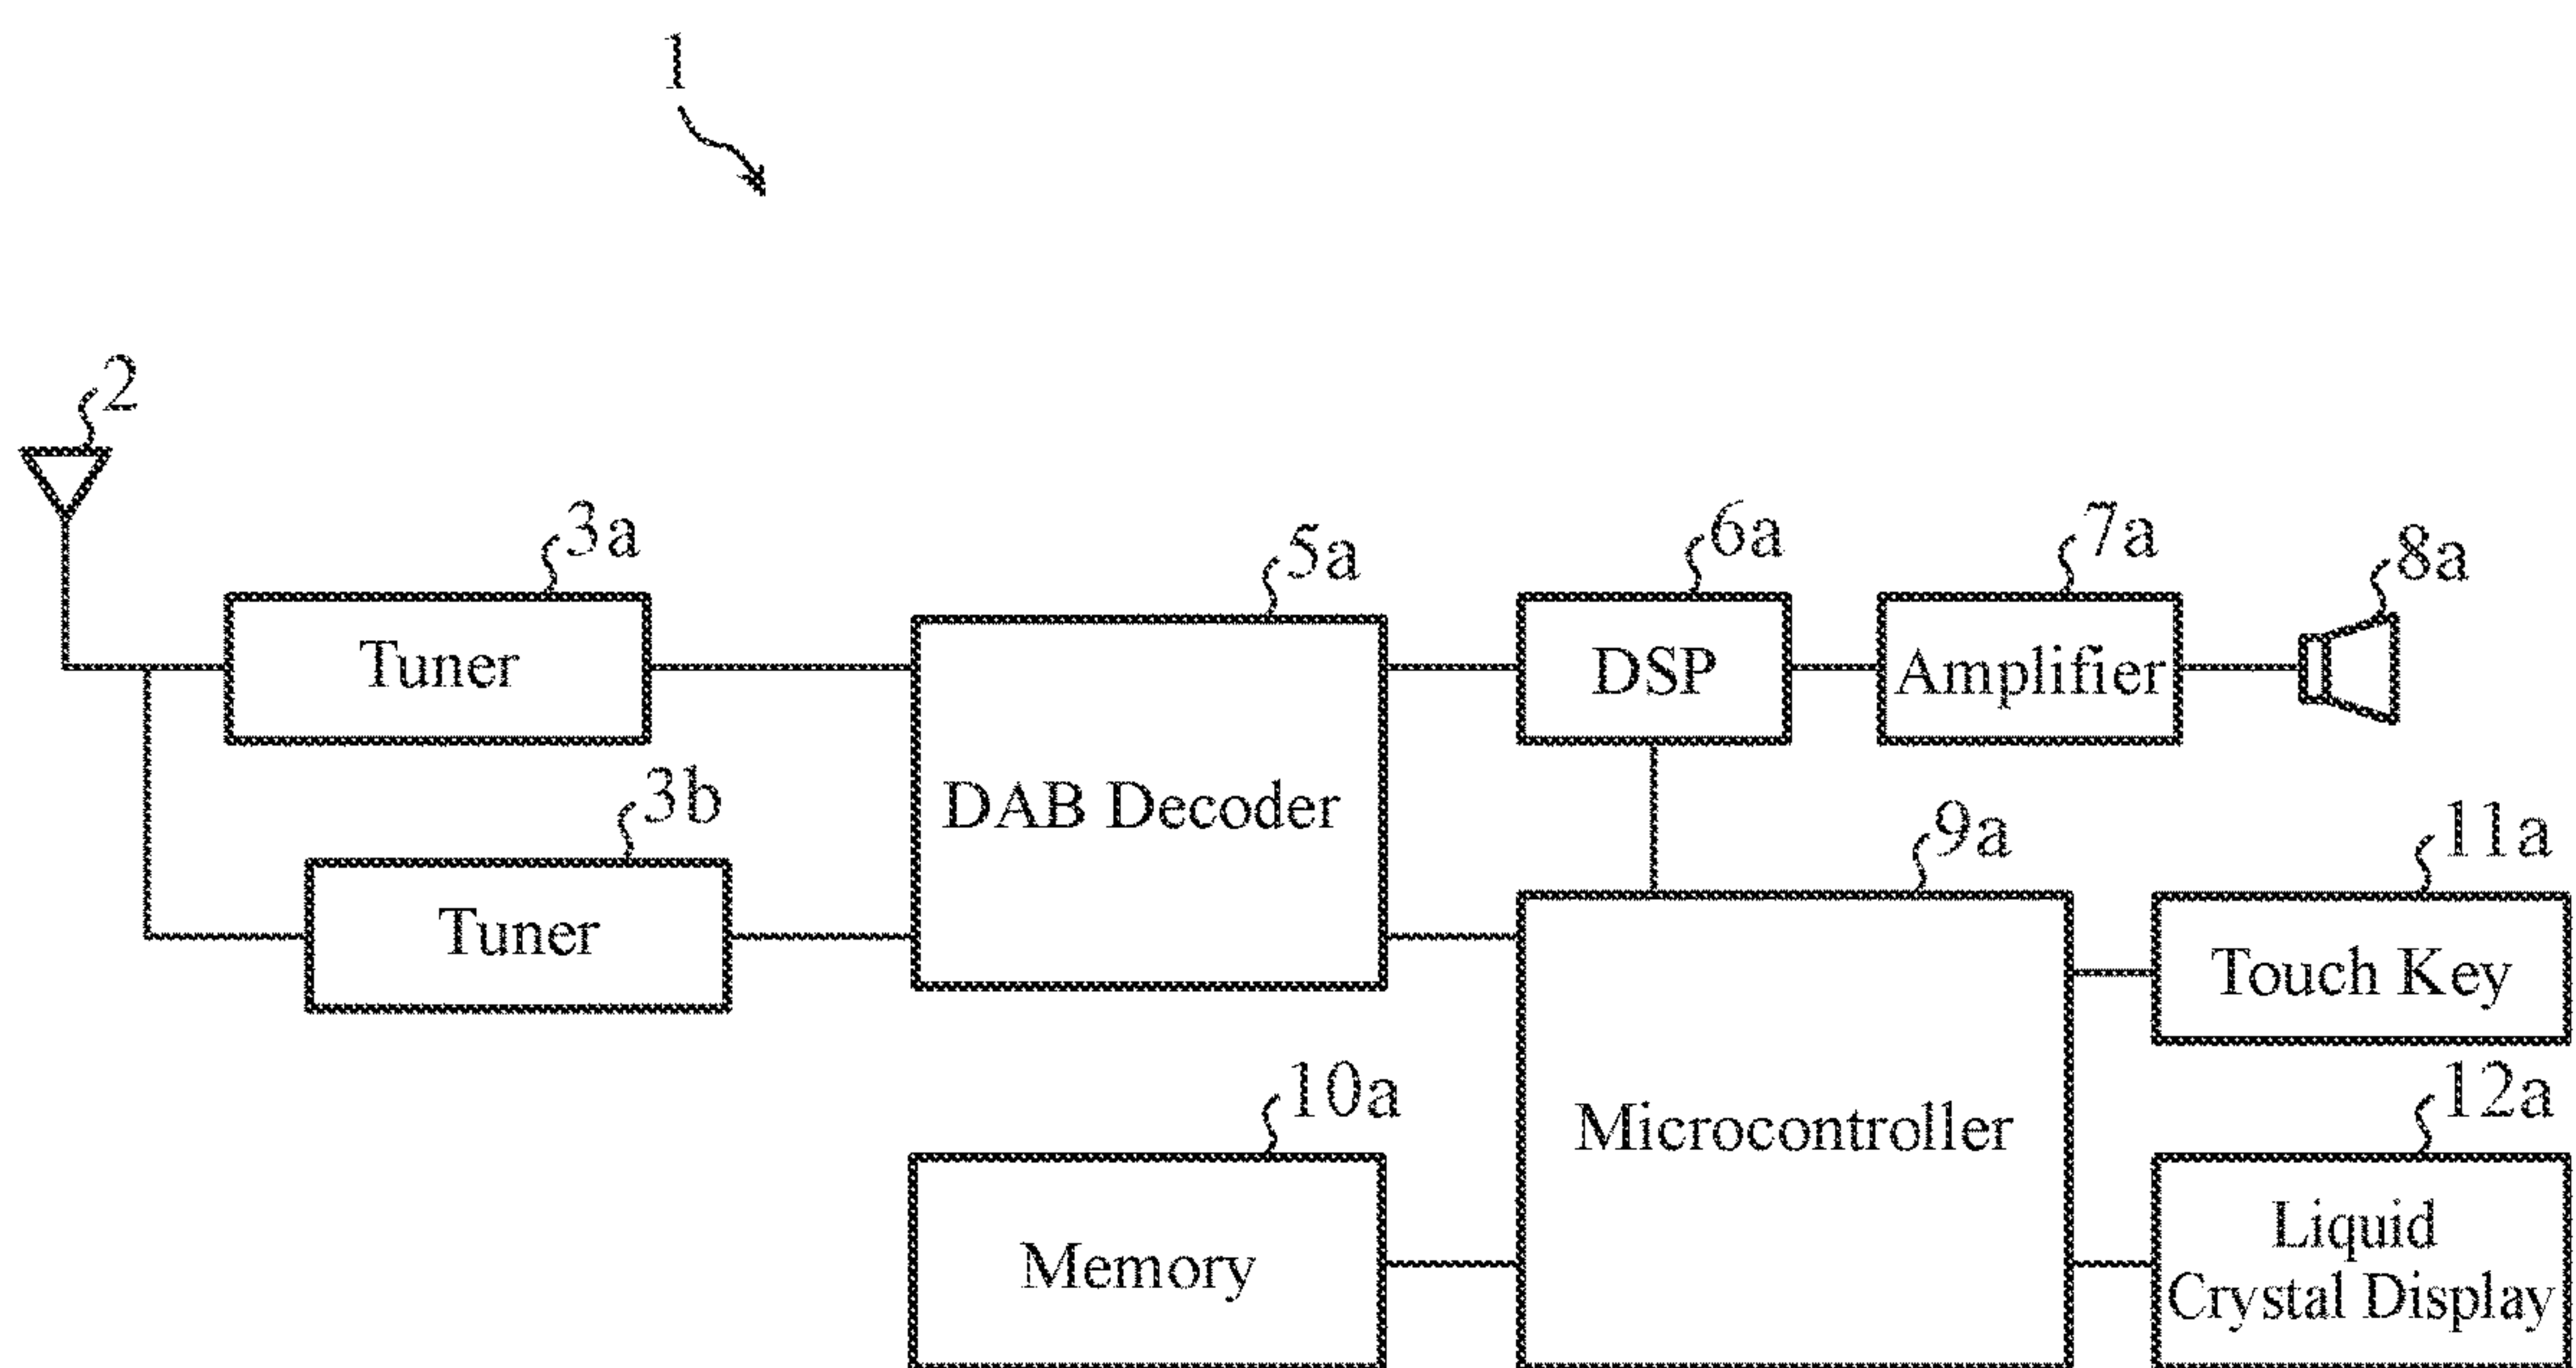 1
2
3a
Tuner
3b
Tuner
5a
DAB Decoder
6a
DSP
7a
Amplifier
8a
9a
Microcontroller
10a
Memory
11a
Touch Key
12a
Liquid
Crystal Display